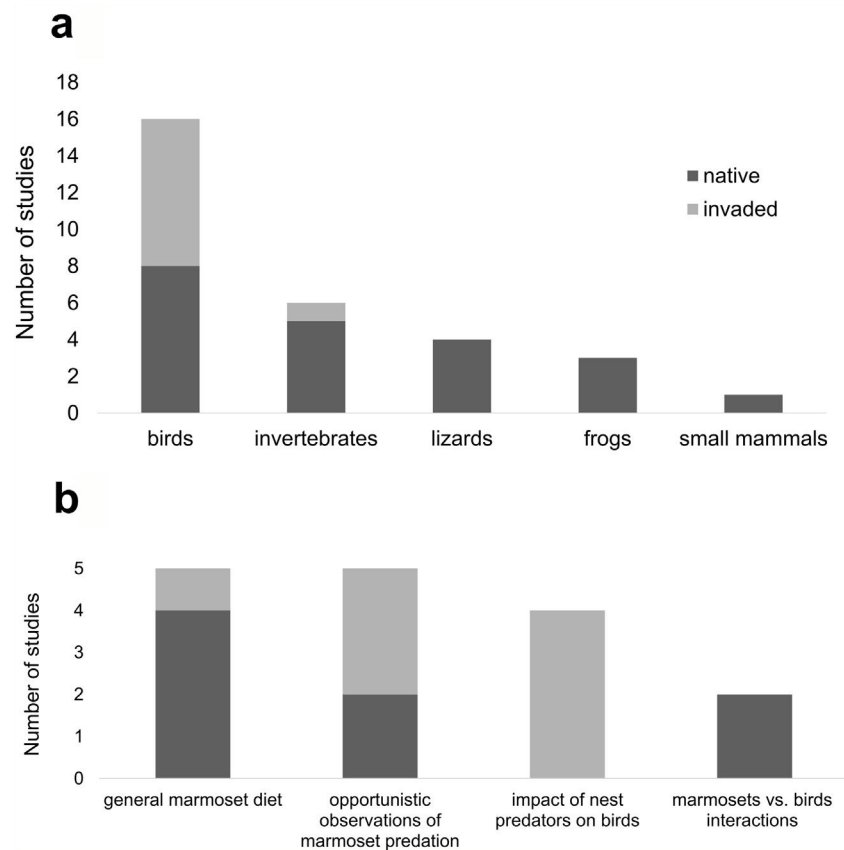 a
Number of studies
18
16
14
12
10
8
6
4
2
0
native
invaded
birds
invertebrates
lizards
frogs
small mammals
b
Number of studies
5
4
3
2
1
0
general marmoset diet
opportunistic
observations of
marmoset predation
impact of nest
predators on birds
marmosets vs. birds
interactions